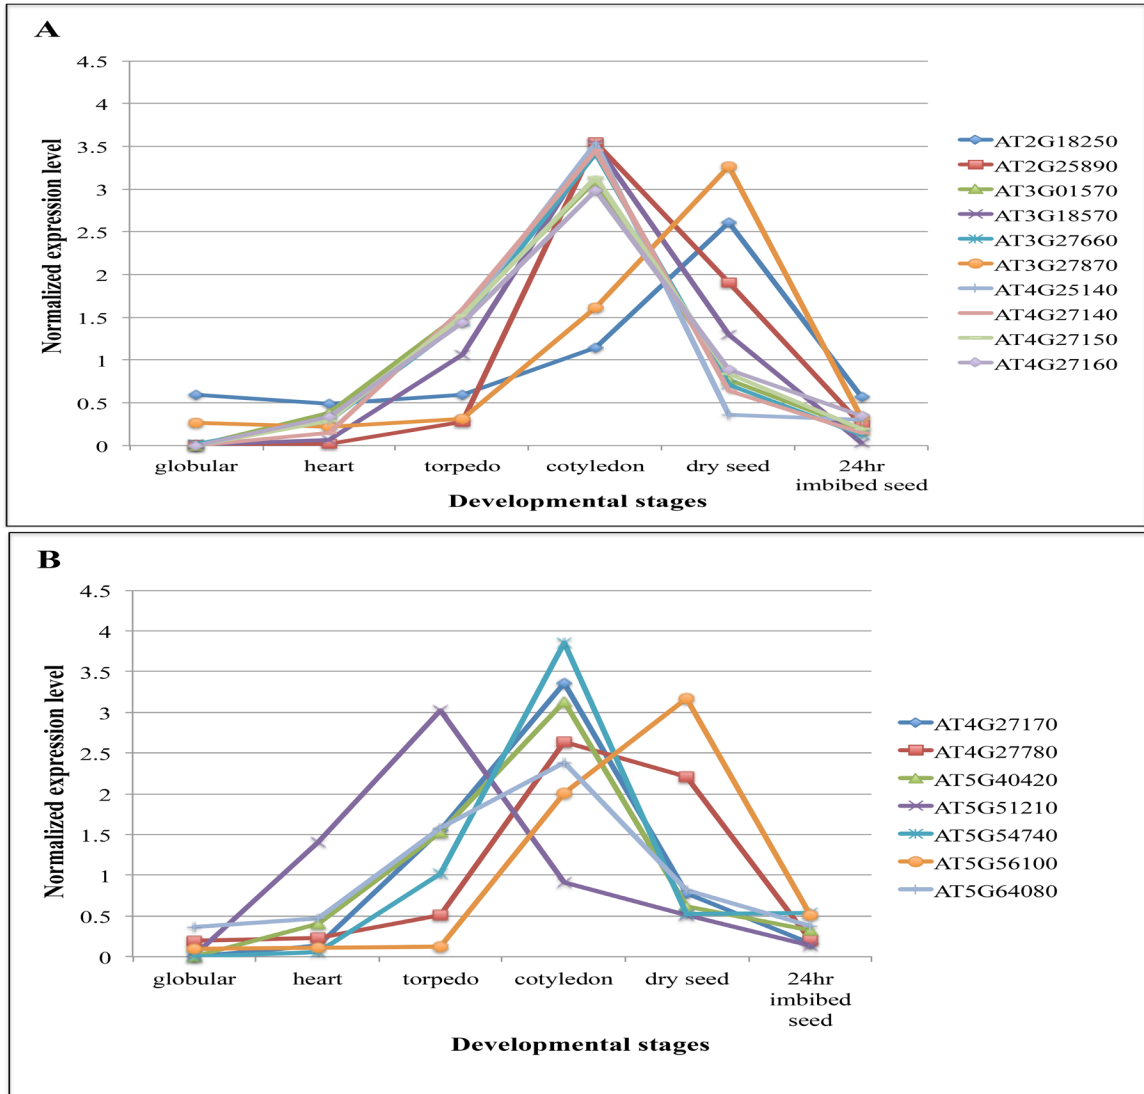 A
4.5
4
3.5
3
2.5
2
1.5
1
0.5
0
Normalized expression level
globular
heart
torpedo
cotyledon
dry seed
24hr
imbibed seed
Developmental stages
AT2G18250
AT2G25890
AT3G01570
AT3G18570
AT3G27660
AT3G27870
AT4G25140
AT4G27140
AT4G27150
AT4G27160
B
4.5
4
3.5
3
2.5
2
1.5
1
0.5
0
Normalized expression level
globular
heart
torpedo
cotyledon
dry seed
24hr
imbibed
seed
Developmental stages
AT4G27170
AT4G27780
AT5G40420
AT5G51210
AT5G54740
AT5G56100
AT5G64080